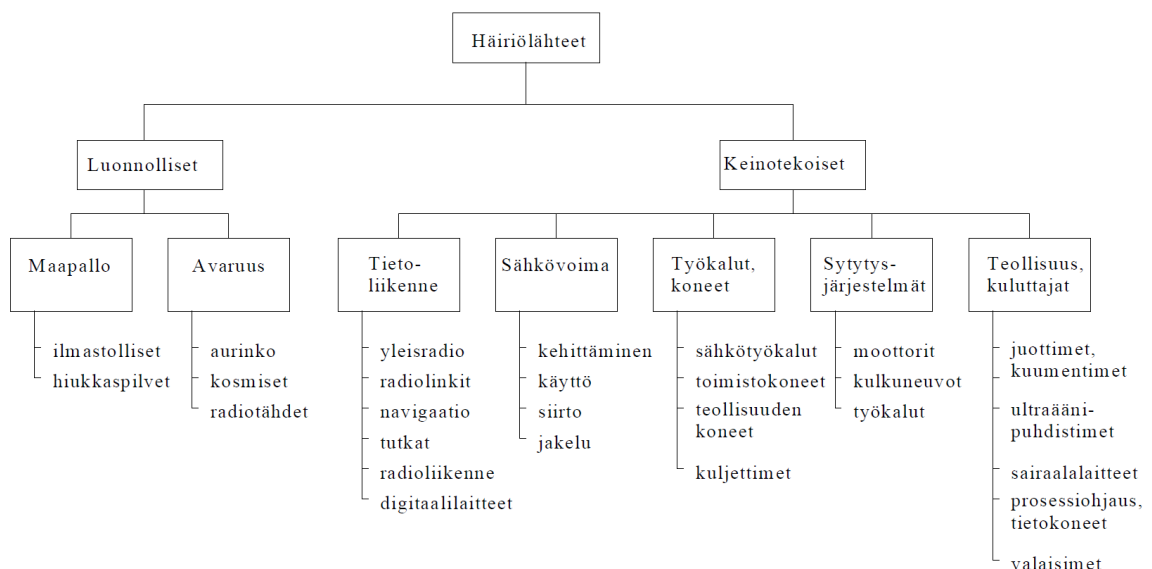 Häiriölähteet
Luonnolliset
Keinotekoiset
Maapallo
Avaruus
Tieto-
liikenne
Sähkövoima
Työkalut,
koneet
Sytytys-
järjestelmät
Teollisuus,
kuluttajat
ilmastolliset
hiukkaspilvet
aurinko
kosmiset
radiotähdet
yleisradio
radiolinkit
navigaatio
tutkat
radioliikenne
digitaalilaitteet
kehittäminen
käyttö
siirto
jakelu
sähkötyökalut
toimistokoneet
teollisuuden
koneet
kuljettimet
moottorit
kulkuneuvot
työkalut
juottimet,
kuumentimet
ultraääni-
puhdistimet
sairaalalaitteet
prosessiohjaus,
tietokoneet
valaisimet